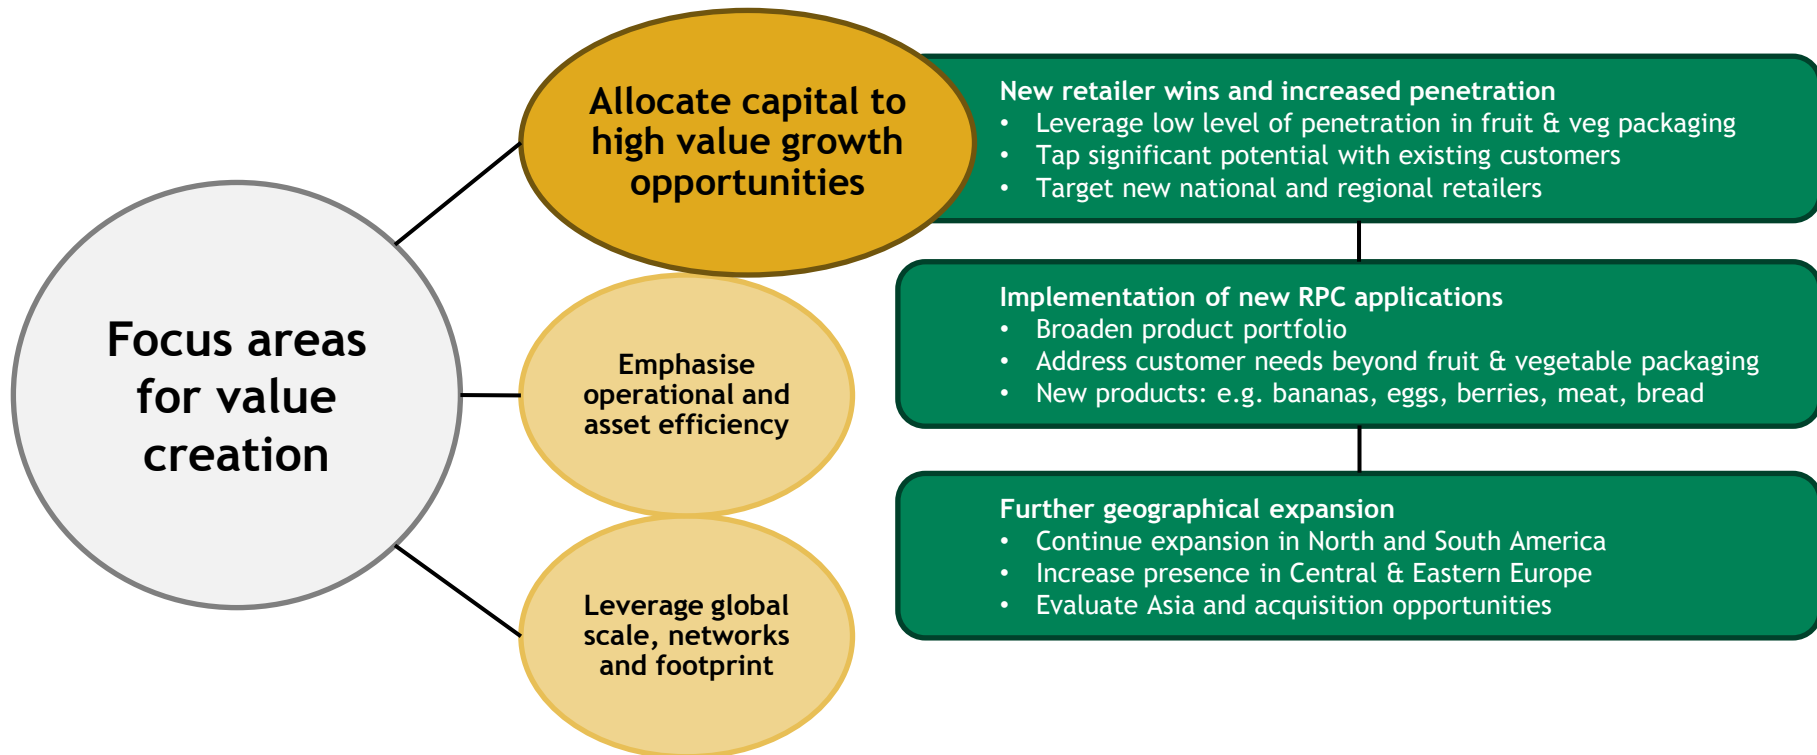 Focus areas
for value
creation
Allocate capital to
high value growth
opportunities
Emphasise
operational and
asset efficiency
Leverage global
scale, networks
and footprint
New retailer wins and increased penetration
• Leverage low level of penetration in fruit & veg packaging
• Tap significant potential with existing customers
• Target new national and regional retailers
Implementation of new RPC applications
• Broaden product portfolio
• Address customer needs beyond fruit & vegetable packaging
• New products: e.g. bananas, eggs, berries, meat, bread
Further geographical expansion
• Continue expansion in North and South America
• Increase presence in Central & Eastern Europe
• Evaluate Asia and acquisition opportunities